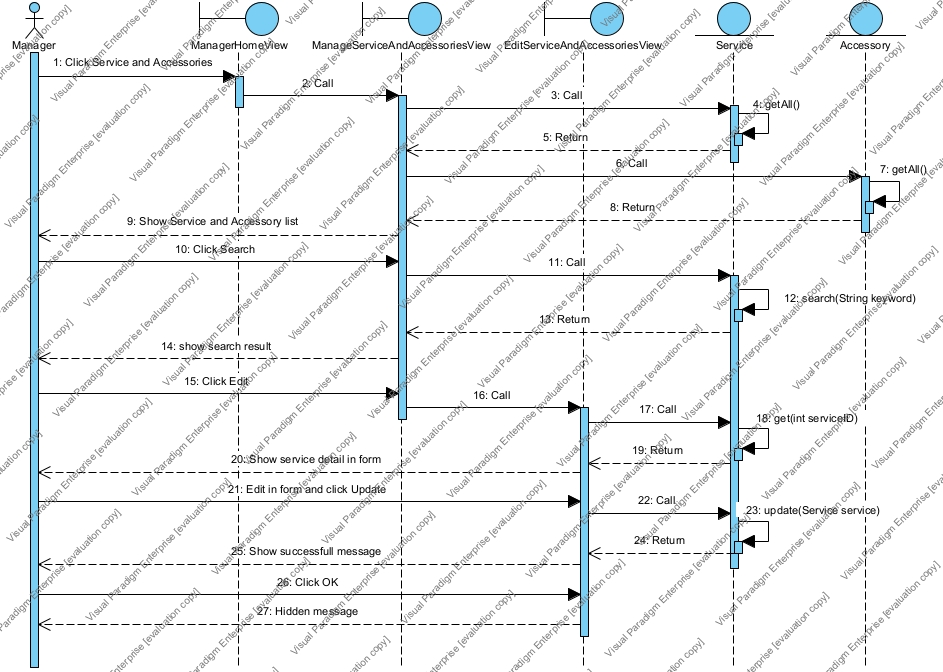 Manager
ManagerHomeView
ManageServiceAndAccessoriesView
EditServiceAndAccessoriesView
Service
Accessory
1: Click Service and Accessories
2: Call
3: Call
4: getAll()
5: Return
6: Call
7: getAll()
8: Return
9: Show Service and Accessory list
10: Click Search
11: Call
12: search(String keyword)
13: Return
14: show search result
15: Click Edit
16: Call
17: Call
18: get(int serviceID)
19: Return
20: Show service detail in form
21: Edit in form and click Update
22: Call
23: update(Service service)
24: Return
25: Show successfull message
26: Click OK
27: Hidden message
Visual Paradigm Enterprise [evaluation copy]